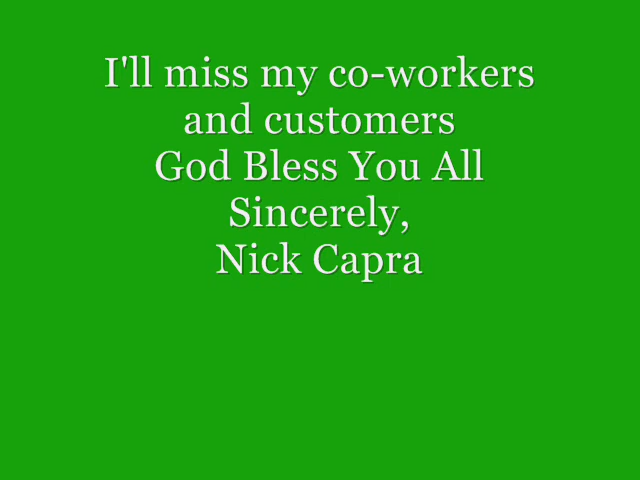 I'll miss my co-workers
and customers
God Bless You All
Sincerely,
Nick Capra